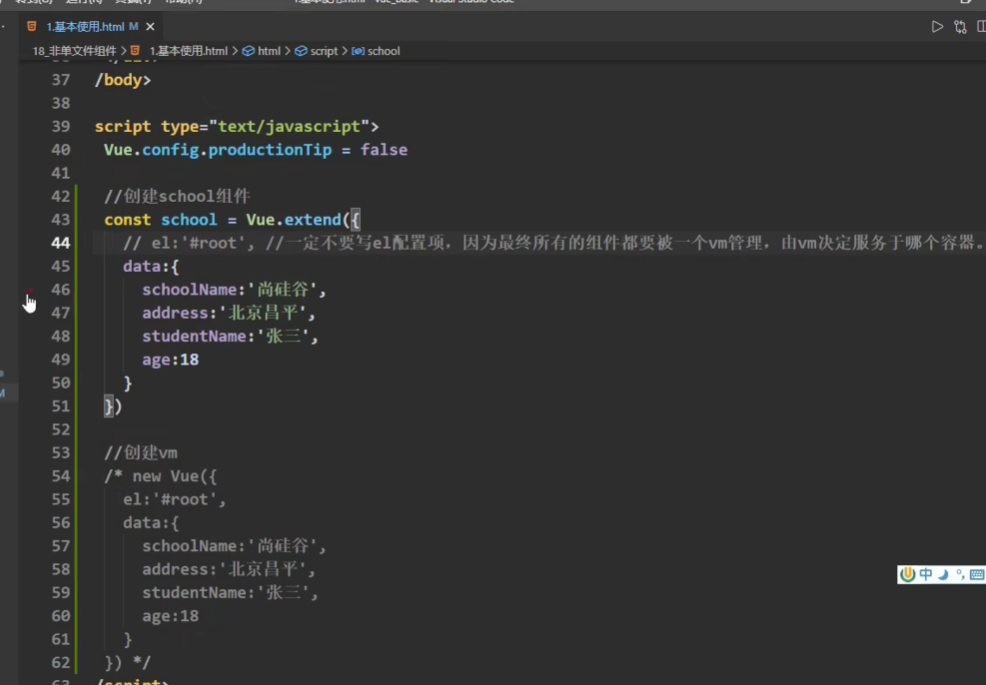 1.基本使用.html M ×
18_非单文件组件 > 1.基本使用.html > html > script > school
37 /body>
38
39 script type="text/javascript">
40 Vue.config.productionTip = false
41
42 //创建school组件
43 const school = Vue.extend({
44 // el:'#root', //一定不要写el配置项，因为最终所有的组件都要被一个vm管理，由vm决定服务于哪个容器。
45 data:{
46 schoolName:'尚硅谷',
47 address:'北京昌平',
48 studentName:'张三',
49 age:18
50 }
51 })
52
53 //创建vm
54 /* new Vue({
55 el:'#root',
56 data:{
57 schoolName:'尚硅谷',
58 address:'北京昌平',
59 studentName:'张三',
60 age:18
61 }
62 }) */
中